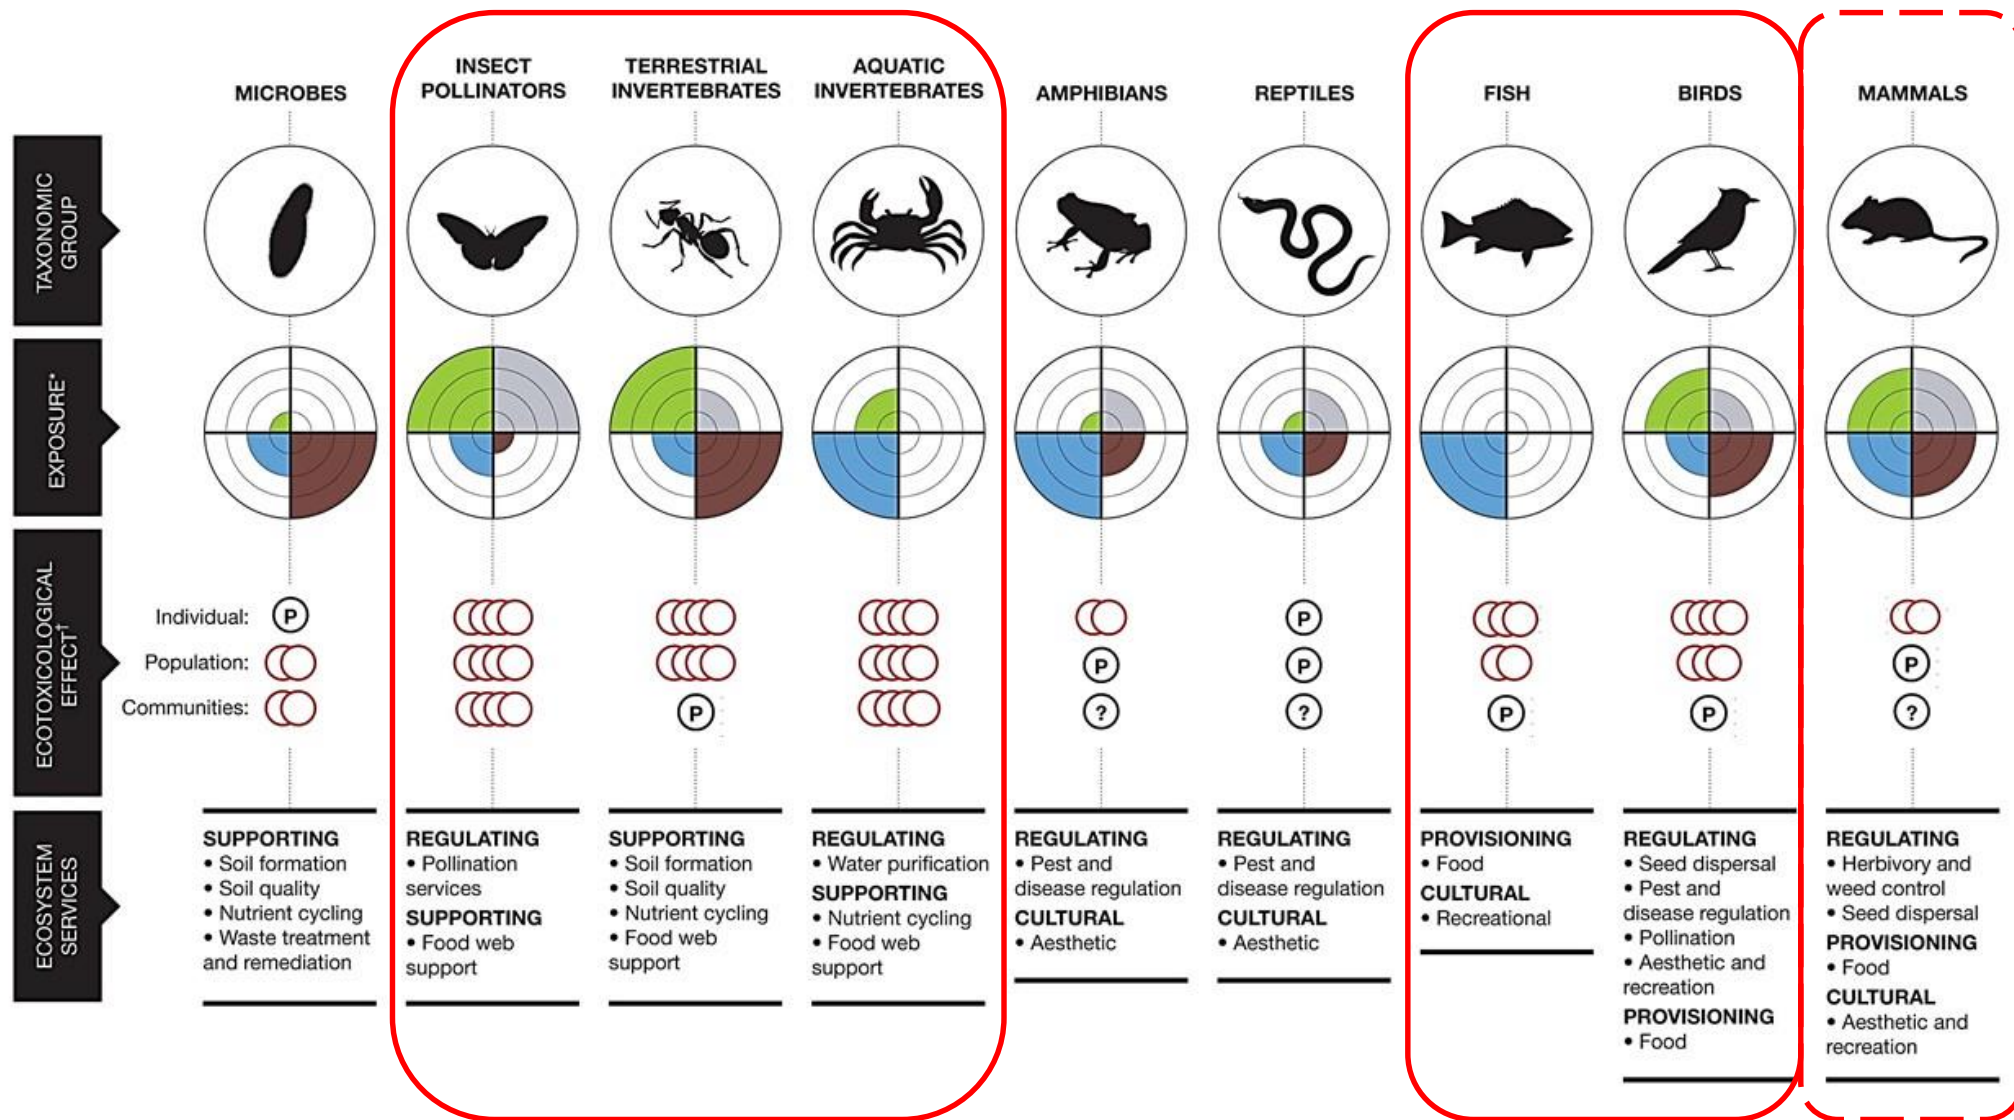 MICROBES
INSECT
POLLINATORS
TERRESTRIAL
INVERTEBRATES
AQUATIC
INVERTEBRATES
AMPHIBIANS
REPTILES
FISH
BIRDS
MAMMALS
TAXONOMIC
GROUP
EXPOSURE*
ECOTOXICOLOGICAL
EFFECT†
Individual:
P
P
Population:
P
P
P
Communities:
P
?
?
P
P
?
ECOSYSTEM
SERVICES
SUPPORTING
• Soil formation
• Soil quality
• Nutrient cycling
• Waste treatment
and remediation
REGULATING
• Pollination
services
SUPPORTING
• Food web
support
SUPPORTING
• Soil formation
• Soil quality
• Nutrient cycling
• Food web
support
REGULATING
• Water purification
SUPPORTING
• Nutrient cycling
• Food web
support
REGULATING
• Pest and
disease regulation
CULTURAL
• Aesthetic
REGULATING
• Pest and
disease regulation
CULTURAL
• Aesthetic
PROVISIONING
• Food
CULTURAL
• Recreational
REGULATING
• Seed dispersal
• Pest and
disease regulation
• Pollination
• Aesthetic and
recreation
PROVISIONING
• Food
REGULATING
• Herbivory and
weed control
• Seed dispersal
PROVISIONING
• Food
CULTURAL
• Aesthetic and
recreation